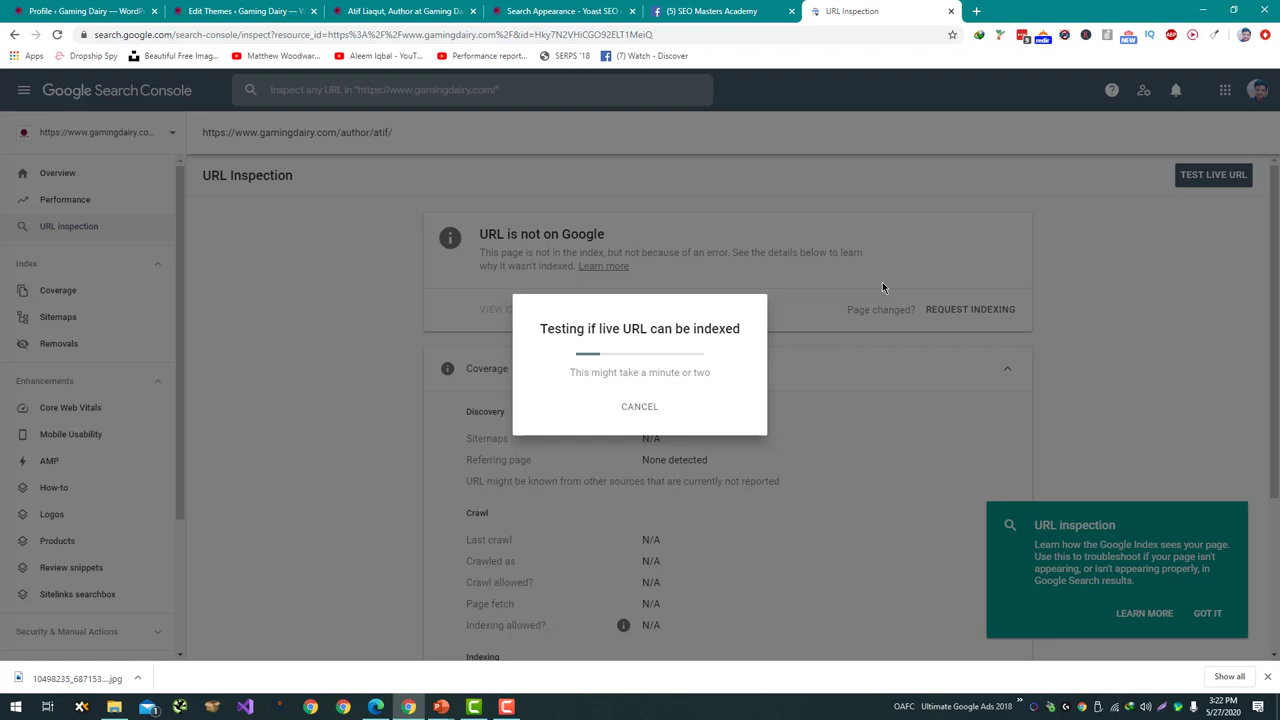 Profile ‹ Gaming Dairy — WordPr
Edit Themes ‹ Gaming Dairy — Wo
Atif Liaqut, Author at Gaming Da
Search Appearance - Yoast SEO ‹
(5) SEO Masters Academy
URL Inspection
search.google.com/search-console/inspect?resource_id=https%3A%2F%2Fwww.gamingdairy.com%2F&id=Hky7N2VHiCGO92ELT1MeiQ
9
redir
NEW
IQ
ABP
Apps
Dropship Spy
Beautiful Free Imag...
Matthew Woodwar...
Aleem Iqbal - YouT...
Performance report...
SERPS '18
(7) Watch - Discover
Google Search Console
Inspect any URL in "https://www.gamingdairy.com/"
https://www.gamingdairy.co...
https://www.gamingdairy.com/author/atif/
Overview
Performance
URL inspection
Index
Coverage
Sitemaps
Removals
Enhancements
Core Web Vitals
Mobile Usability
AMP
How-to
Logos
Products
Review snippets
Sitelinks searchbox
Security & Manual Actions
URL Inspection
TEST LIVE URL
URL is not on Google
This page is not in the index, but not because of an error. See the details below to learn
why it wasn't indexed. Learn more
VIEW C
Page changed?
REQUEST INDEXING
Testing if live URL can be indexed
This might take a minute or two
CANCEL
Coverage
Discovery
Sitemaps N/A
Referring page None detected
URL might be known from other sources that are currently not reported
Crawl
Last crawl N/A
Crawled as N/A
Crawl allowed? N/A
Page fetch N/A
Indexing allowed? N/A
Indexing
URL inspection
Learn how the Google Index sees your page.
Use this to troubleshoot if your page isn't
appearing, or isn't appearing properly, in
Google Search results.
LEARN MORE
GOT IT
10498235_687153....jpg
Show all
OAFC
Ultimate Google Ads 2018
3:22 PM
5/27/2020